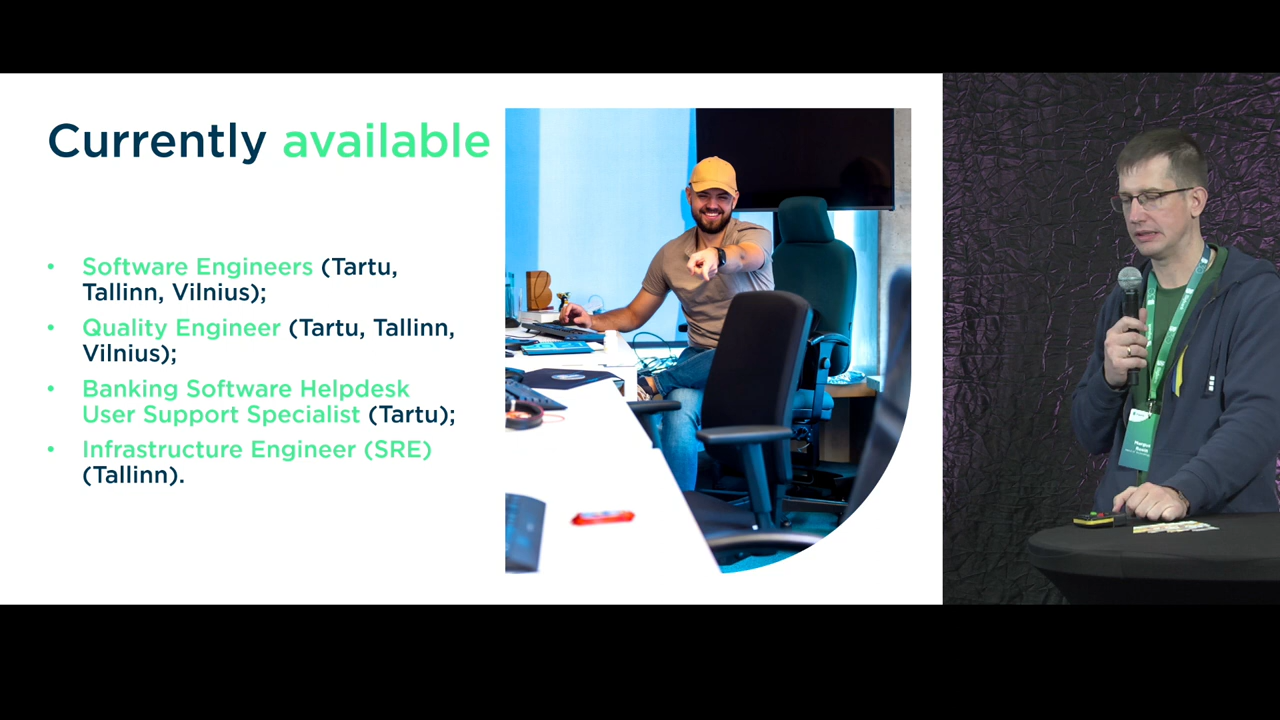 Currently available
• Software Engineers (Tartu,
Tallinn, Vilnius);
• Quality Engineer (Tartu, Tallinn,
Vilnius);
• Banking Software Helpdesk
User Support Specialist (Tartu);
• Infrastructure Engineer (SRE)
(Tallinn).